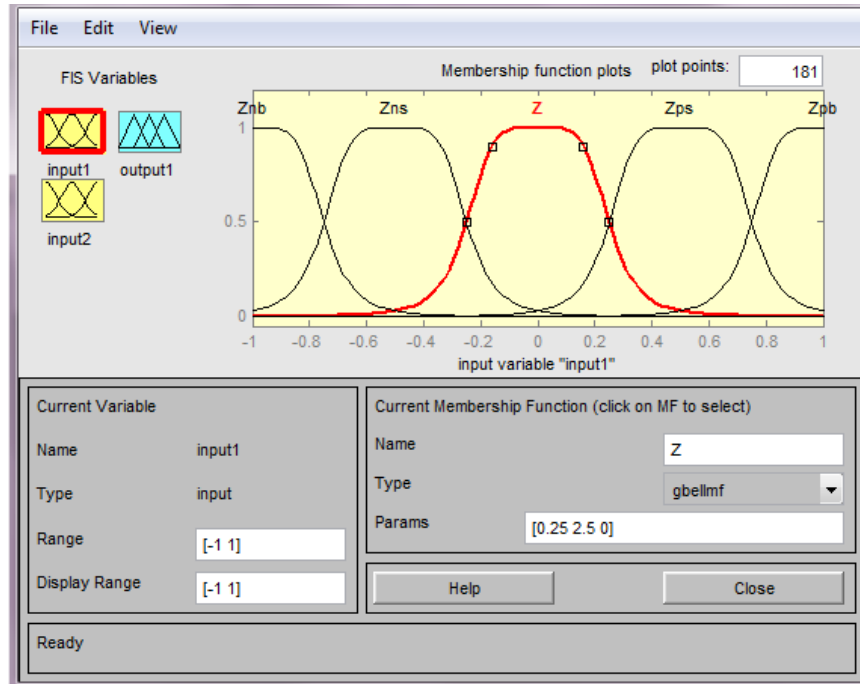 File Edit View
FIS Variables
Membership function plots plot points: 181
Znb Zns Z Zps Zpb
1
input1 output1
0.5
input2
0
-1 -0.8 -0.6 -0.4 -0.2 0 0.2 0.4 0.6 0.8 1
input variable "input1"
Current Variable
Name input1
Type input
Range [-1 1]
Display Range [-1 1]
Current Membership Function (click on MF to select)
Name Z
Type gbellmf
Params [0.25 2.5 0]
Help Close
Ready